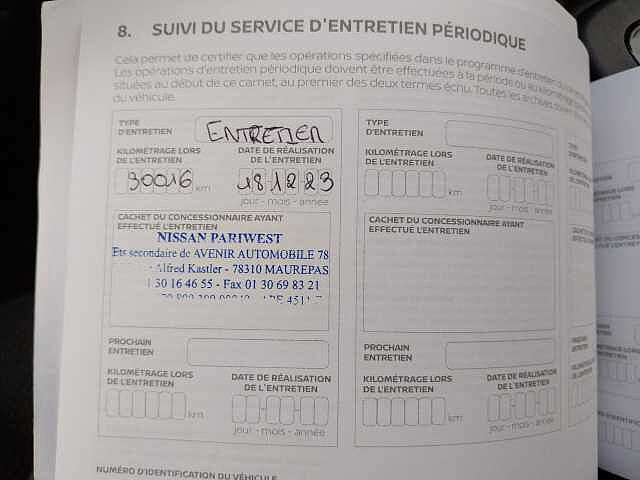 8. SUIVI DU SERVICE D'ENTRETIEN PÉRIODIQUE
Cela permet de certifier que les opérations spécifiées dans le programme d'entretien
Les opérations d'entretien périodique doivent être effectuées à la période ou au kilométrage
situées au début de ce carnet, au premier des deux termes échu. Toutes les archives
du véhicule.
TYPE
D'ENTRETIEN
ENTRETIEN
KILOMÉTRAGE LORS
DE L'ENTRETIEN
30016 km
DATE DE RÉALISATION
DE L'ENTRETIEN
18 12 23
jour - mois - année
CACHET DU CONCESSIONNAIRE AYANT
EFFECTUÉ L'ENTRETIEN
NISSAN PARIWEST
Ets secondaire de AVENIR AUTOMOBILE 78
Alfred Kastler - 78310 MAUREPAS
30 16 46 55 - Fax 01 30 69 83 21
PROCHAIN
ENTRETIEN
KILOMÉTRAGE LORS
DE L'ENTRETIEN
km
DATE DE RÉALISATION
DE L'ENTRETIEN
jour - mois - année
TYPE
D'ENTRETIEN
KILOMÉTRAGE LORS
DE L'ENTRETIEN
km
DATE DE RÉALISATION
DE L'ENTRETIEN
jour - mois - année
CACHET DU CONCESSIONNAIRE AYANT
EFFECTUÉ L'ENTRETIEN
PROCHAIN
ENTRETIEN
KILOMÉTRAGE LORS
DE L'ENTRETIEN
km
DATE DE RÉALISATION
DE L'ENTRETIEN
jour - mois - année
NUMÉRO D'IDENTIFICATION DU VÉHICULE